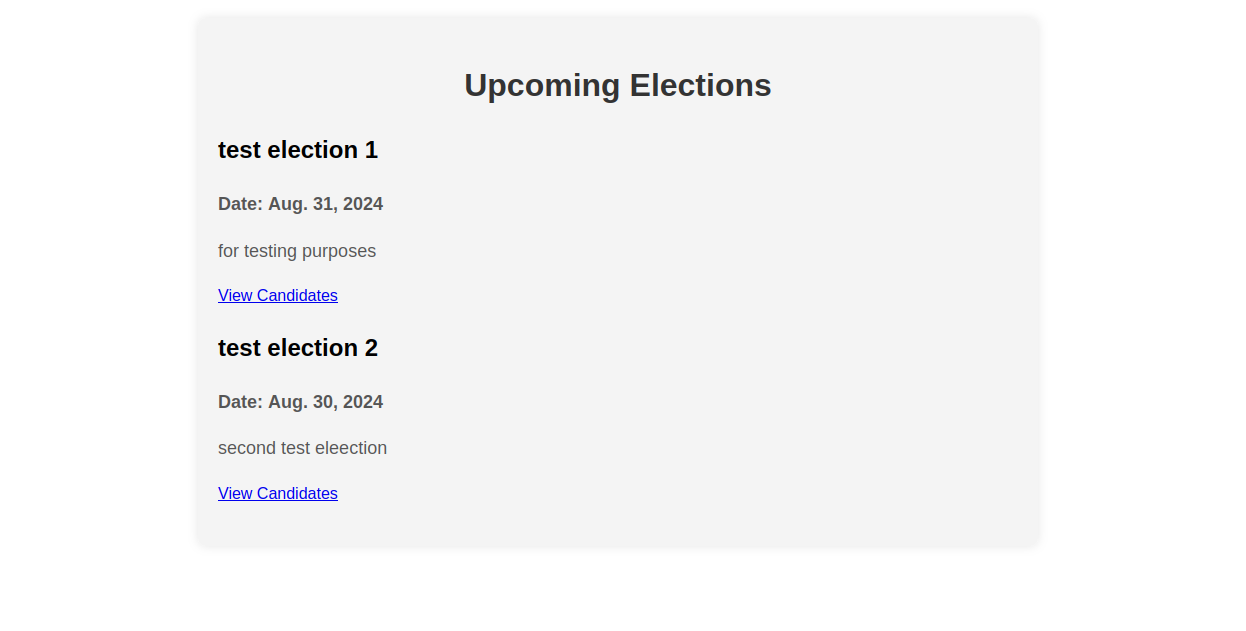 Upcoming Elections
test election 1
Date: Aug. 31, 2024
for testing purposes
View Candidates
test election 2
Date: Aug. 30, 2024
second test eleection
View Candidates